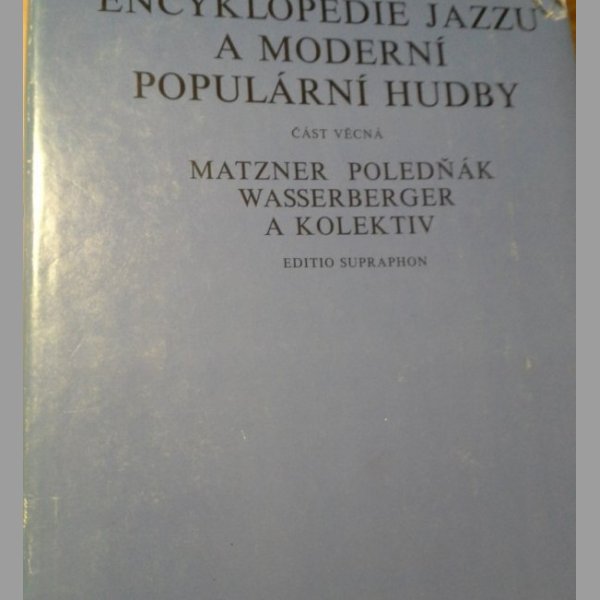 ENCYKLOPEDIE JAZZU
A MODERNÍ
POPULÁRNÍ HUDBY
ČÁST VĚCNÁ
MATZNER POLEDŇÁK
WASSERBERGER
A KOLEKTIV
EDITIO SUPRAPHON